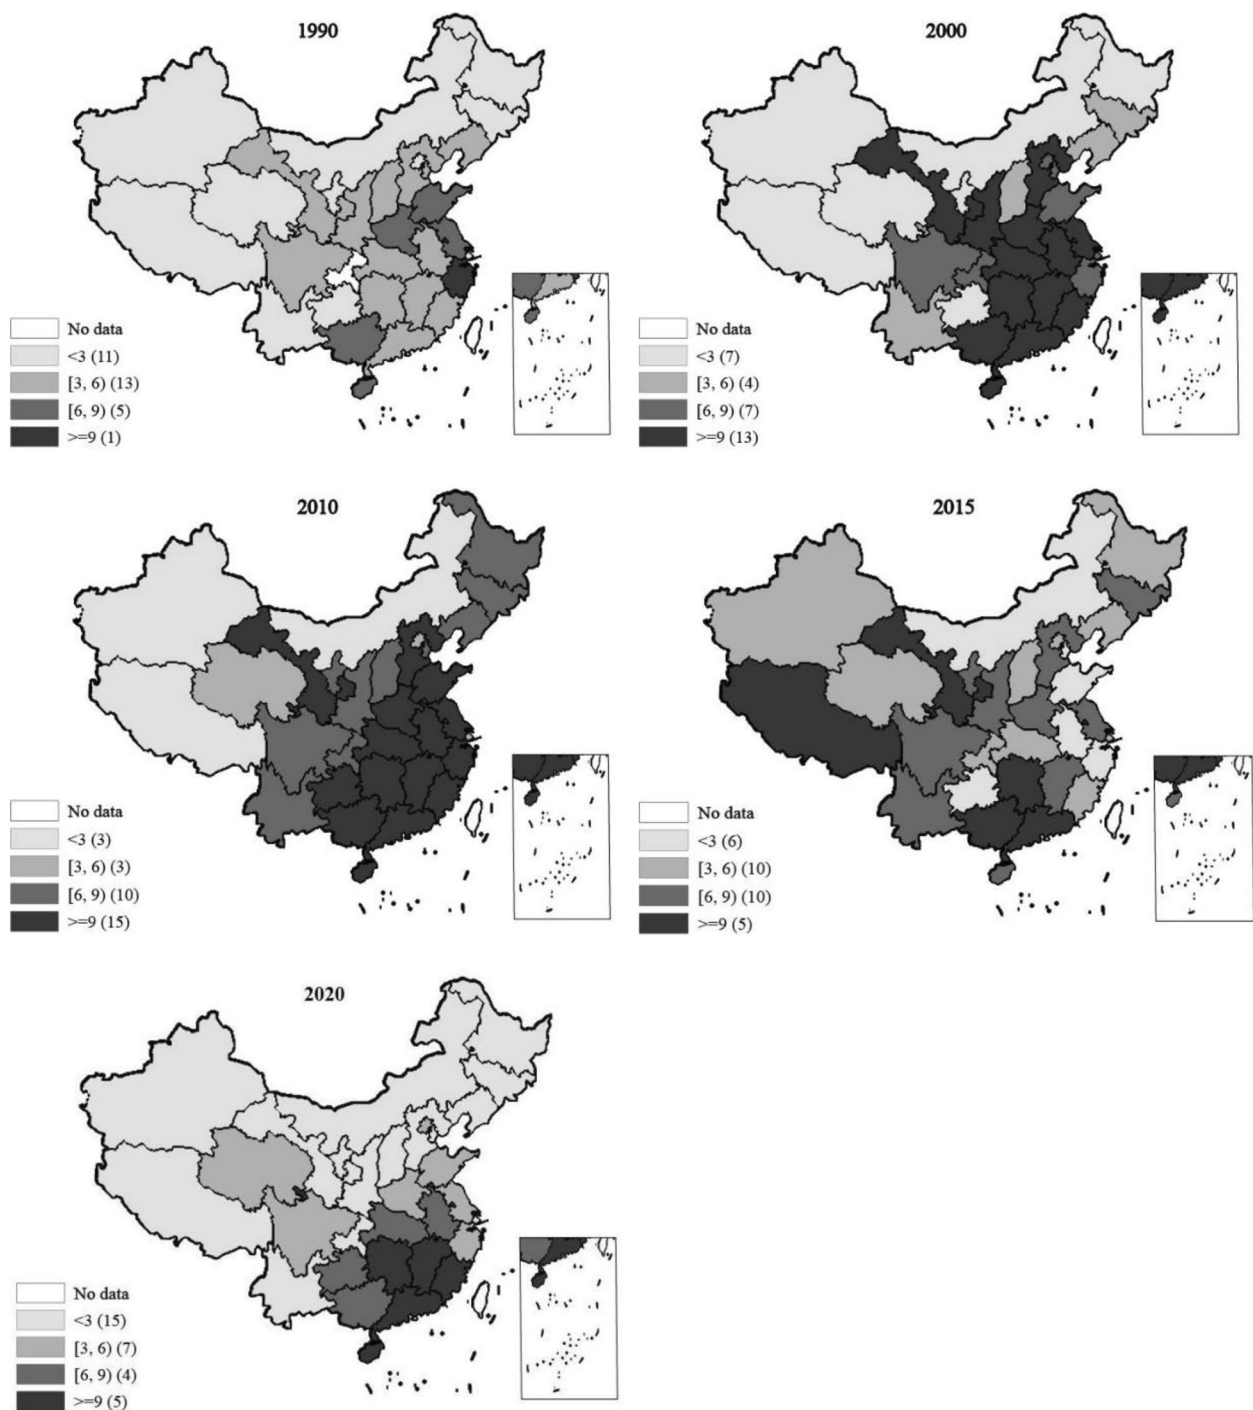 1990
No data
<3 (11)
[3, 6) (13)
[6, 9) (5)
>=9 (1)
2000
No data
<3 (7)
[3, 6) (4)
[6, 9) (7)
>=9 (13)
2010
No data
<3 (3)
[3, 6) (3)
[6, 9) (10)
>=9 (15)
2015
No data
<3 (6)
[3, 6) (10)
[6, 9) (10)
>=9 (5)
2020
No data
<3 (15)
[3, 6) (7)
[6, 9) (4)
>=9 (5)